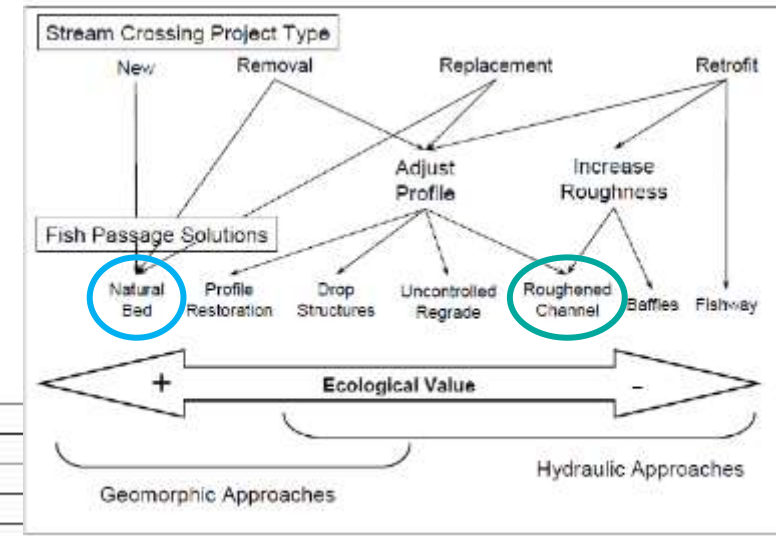 Stream Crossing Project Type
New Removal Replacement Retrofit
Adjust
Profile
Increase
Roughness
Fish Passage Solutions
Natural
Bed
Profile
Restoration
Drop
Structures
Uncontrolled
Regrade
Roughened
Channel
Baffles
Fishway
+ Ecological Value -
Hydraulic Approaches
Geomorphic Approaches